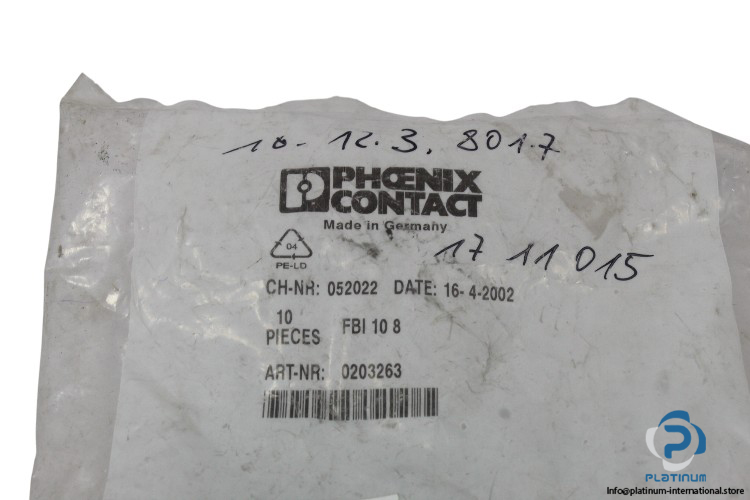 10-12.3.8017
PHOENIX
CONTACT
Made in Germany
04
PE-LD
17 11 015
CH-NR: 052022 DATE: 16-4-2002
10
PIECES FBI 10 8
ART-NR: 0203263
PLATINUM
Info@platinum-international.store